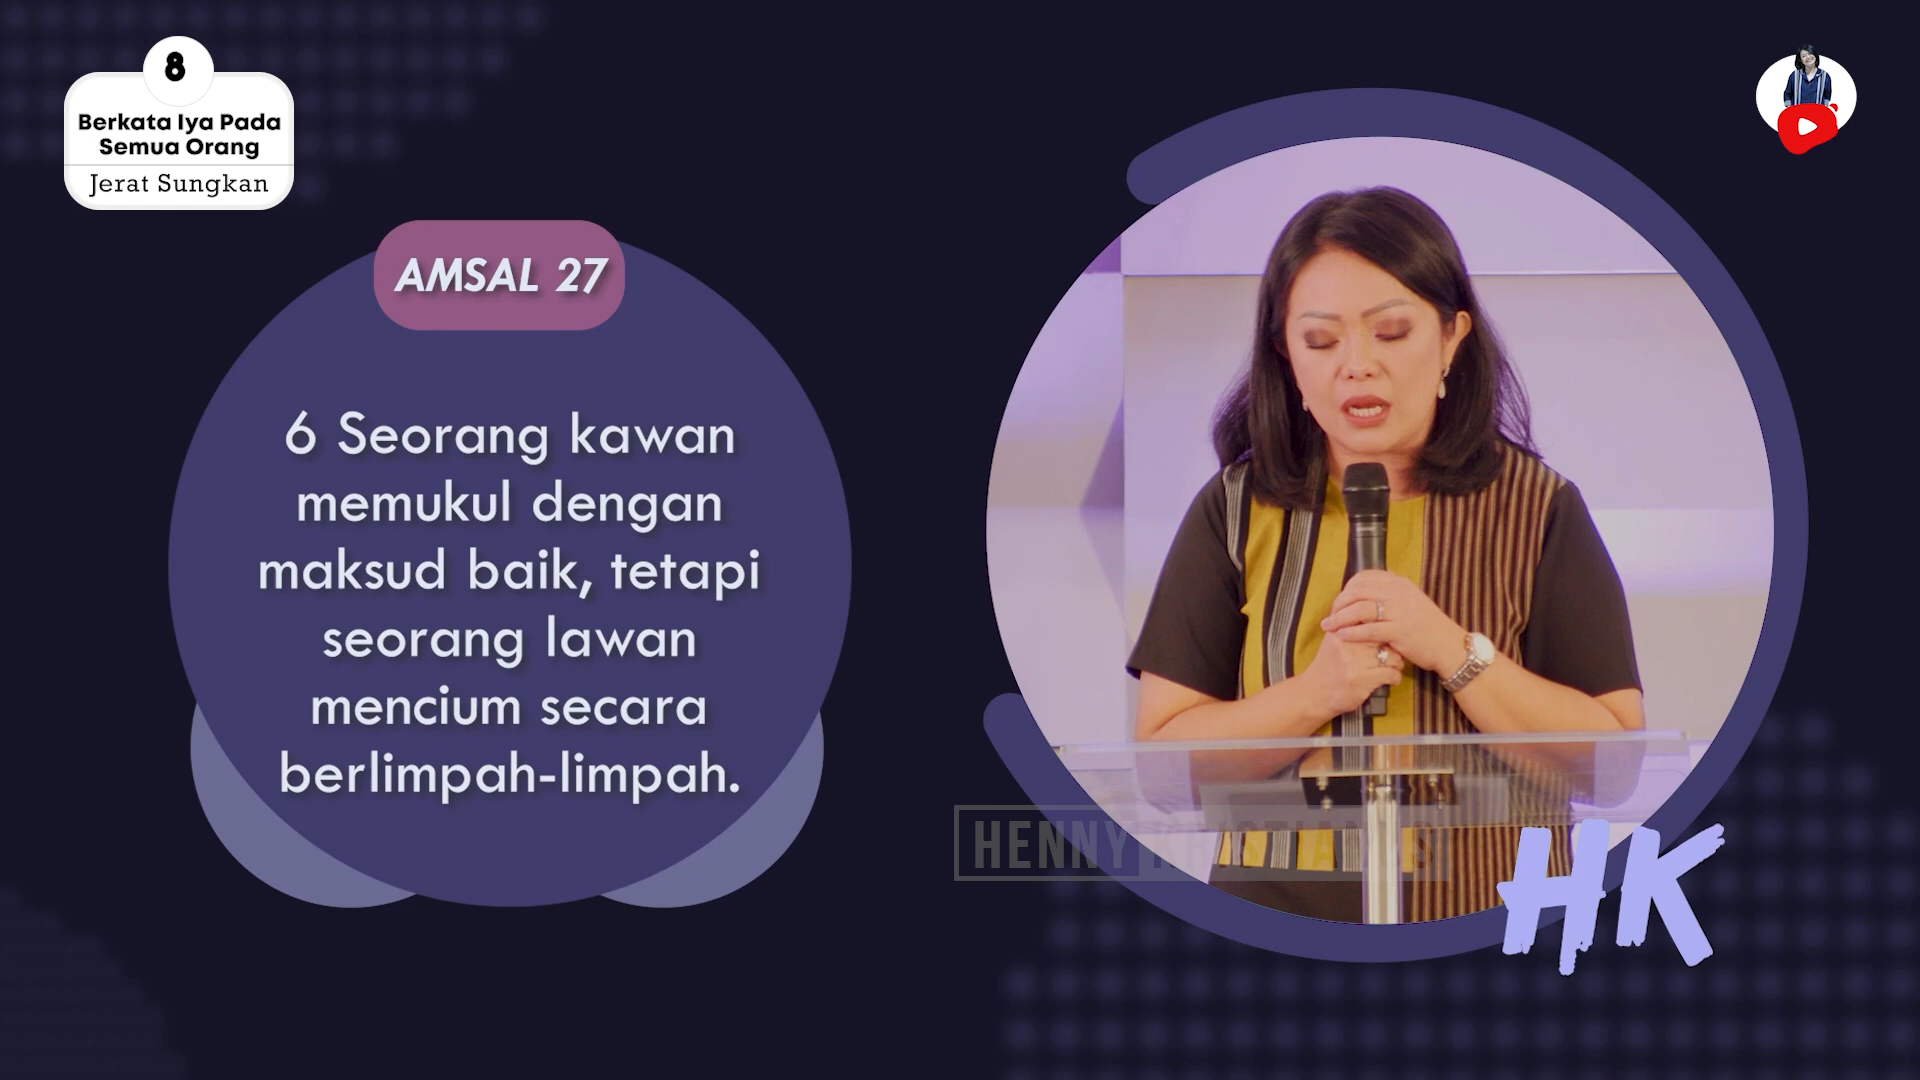 8
Berkata Iya Pada
Semua Orang
Jerat Sungkan
AMSAL 27
6 Seorang kawan
memukul dengan
maksud baik, tetapi
seorang lawan
mencium secara
berlimpah-limpah.
HENNY KRISTIANUS
HK